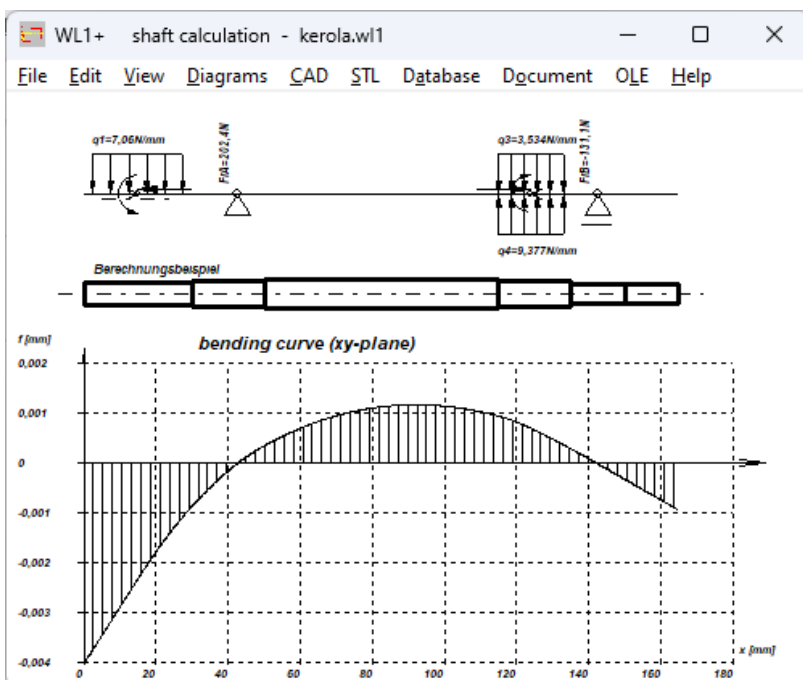 WL1+ shaft calculation - kerola.wl1
File Edit View Diagrams CAD STL Database Document OLE Help
q1=7,06N/mm
FrA=202,4N
q3=3,534N/mm
FrB=-131,1N
q4=9,377N/mm
Berechnungsbeispiel
f [mm]
bending curve (xy-plane)
0,002
0,001
0
-0,001
-0,002
-0,003
-0,004
x [mm]
0 20 40 60 80 100 120 140 160 180